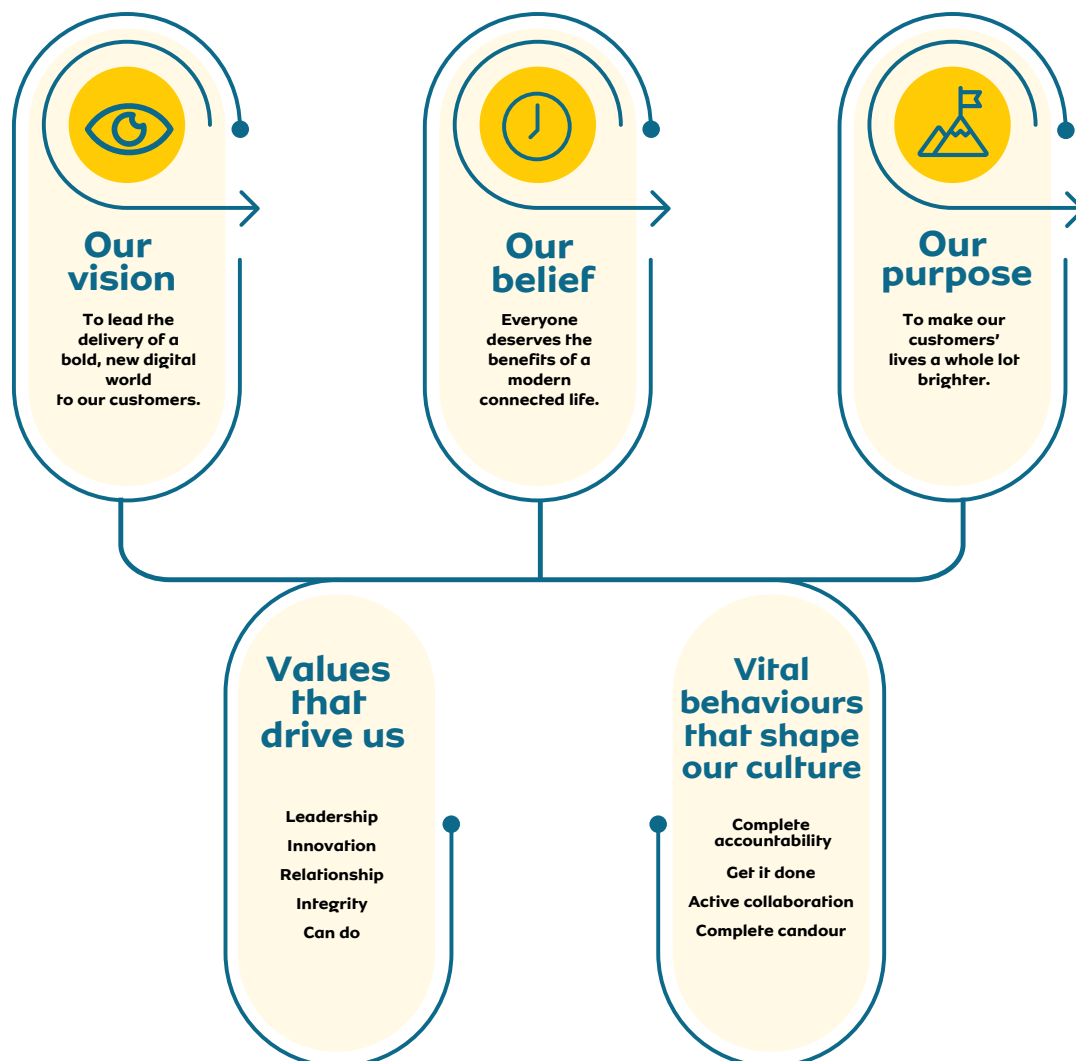 Our
vision
To lead the
delivery of a
bold, new digital
world
to our customers.
Our
belief
Everyone
deserves the
benefits of a
modern
connected life.
Our
purpose
To make our
customers’
lives a whole lot
brighter.
Values
that
drive us
Leadership
Innovation
Relationship
Integrity
Can do
Vital
behaviours
that shape
our culture
Complete
accountability
Get it done
Active collaboration
Complete candour